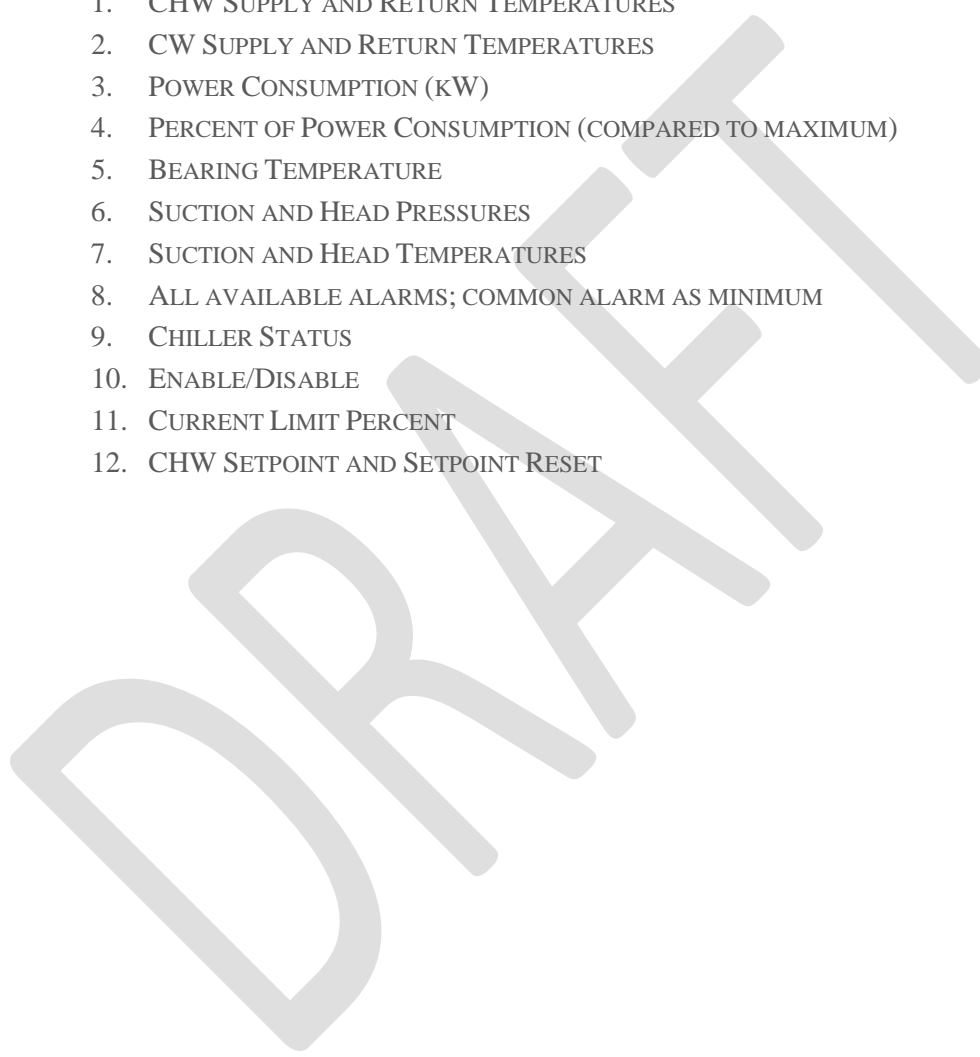 1. CHW SUPPLY AND RETURN TEMPERATURES
2. CW SUPPLY AND RETURN TEMPERATURES
3. POWER CONSUMPTION (KW)
4. PERCENT OF POWER CONSUMPTION (COMPARED TO MAXIMUM)
5. BEARING TEMPERATURE
6. SUCTION AND HEAD PRESSURES
7. SUCTION AND HEAD TEMPERATURES
8. ALL AVAILABLE ALARMS; COMMON ALARM AS MINIMUM
9. CHILLER STATUS
10. ENABLE/DISABLE
11. CURRENT LIMIT PERCENT
12. CHW SETPOINT AND SETPOINT RESET
DRAFT